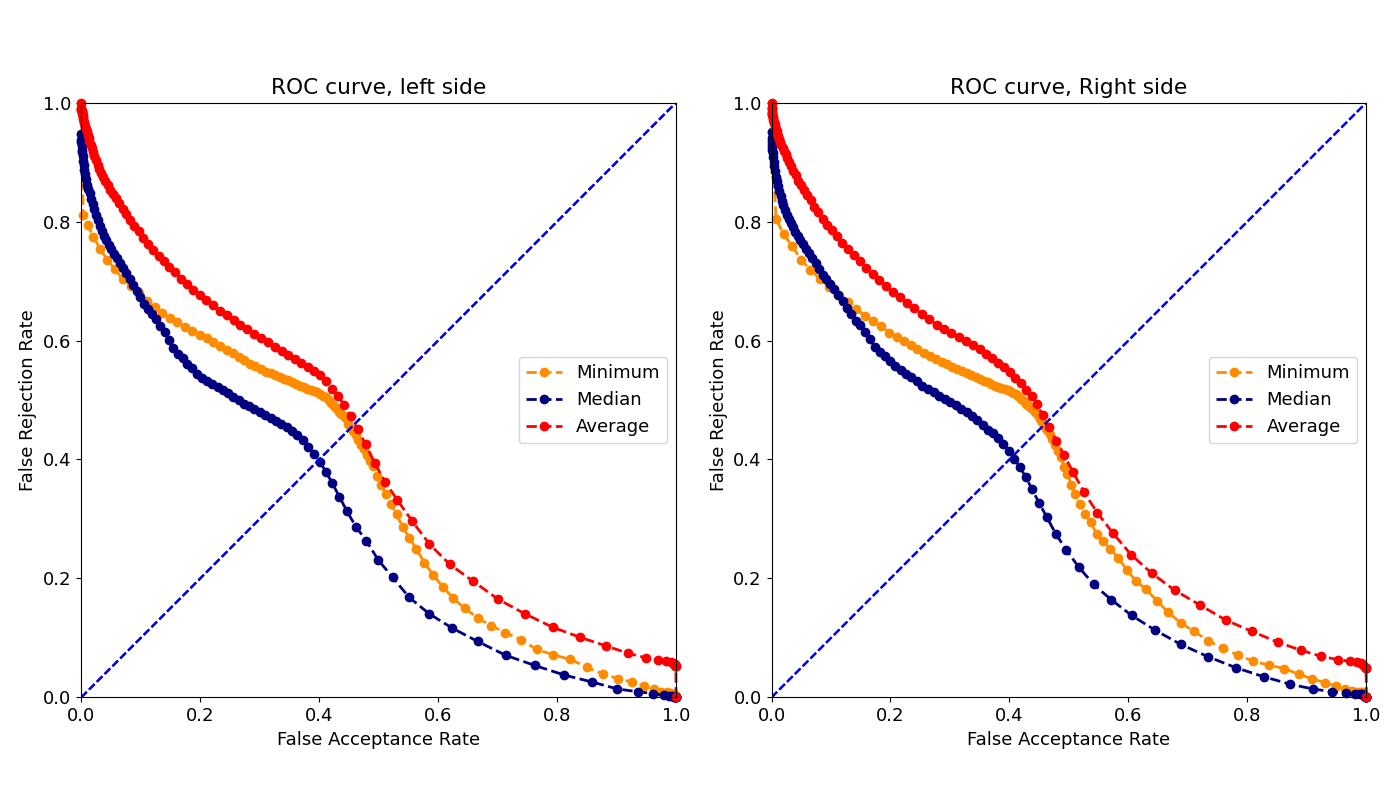 ROC curve, left side
1.0
0.8
0.6
0.4
0.2
0.0
False Rejection Rate
Minimum
Median
Average
0.0 0.2 0.4 0.6 0.8 1.0
False Acceptance Rate
ROC curve, Right side
1.0
0.8
0.6
0.4
0.2
0.0
False Rejection Rate
Minimum
Median
Average
0.0 0.2 0.4 0.6 0.8 1.0
False Acceptance Rate